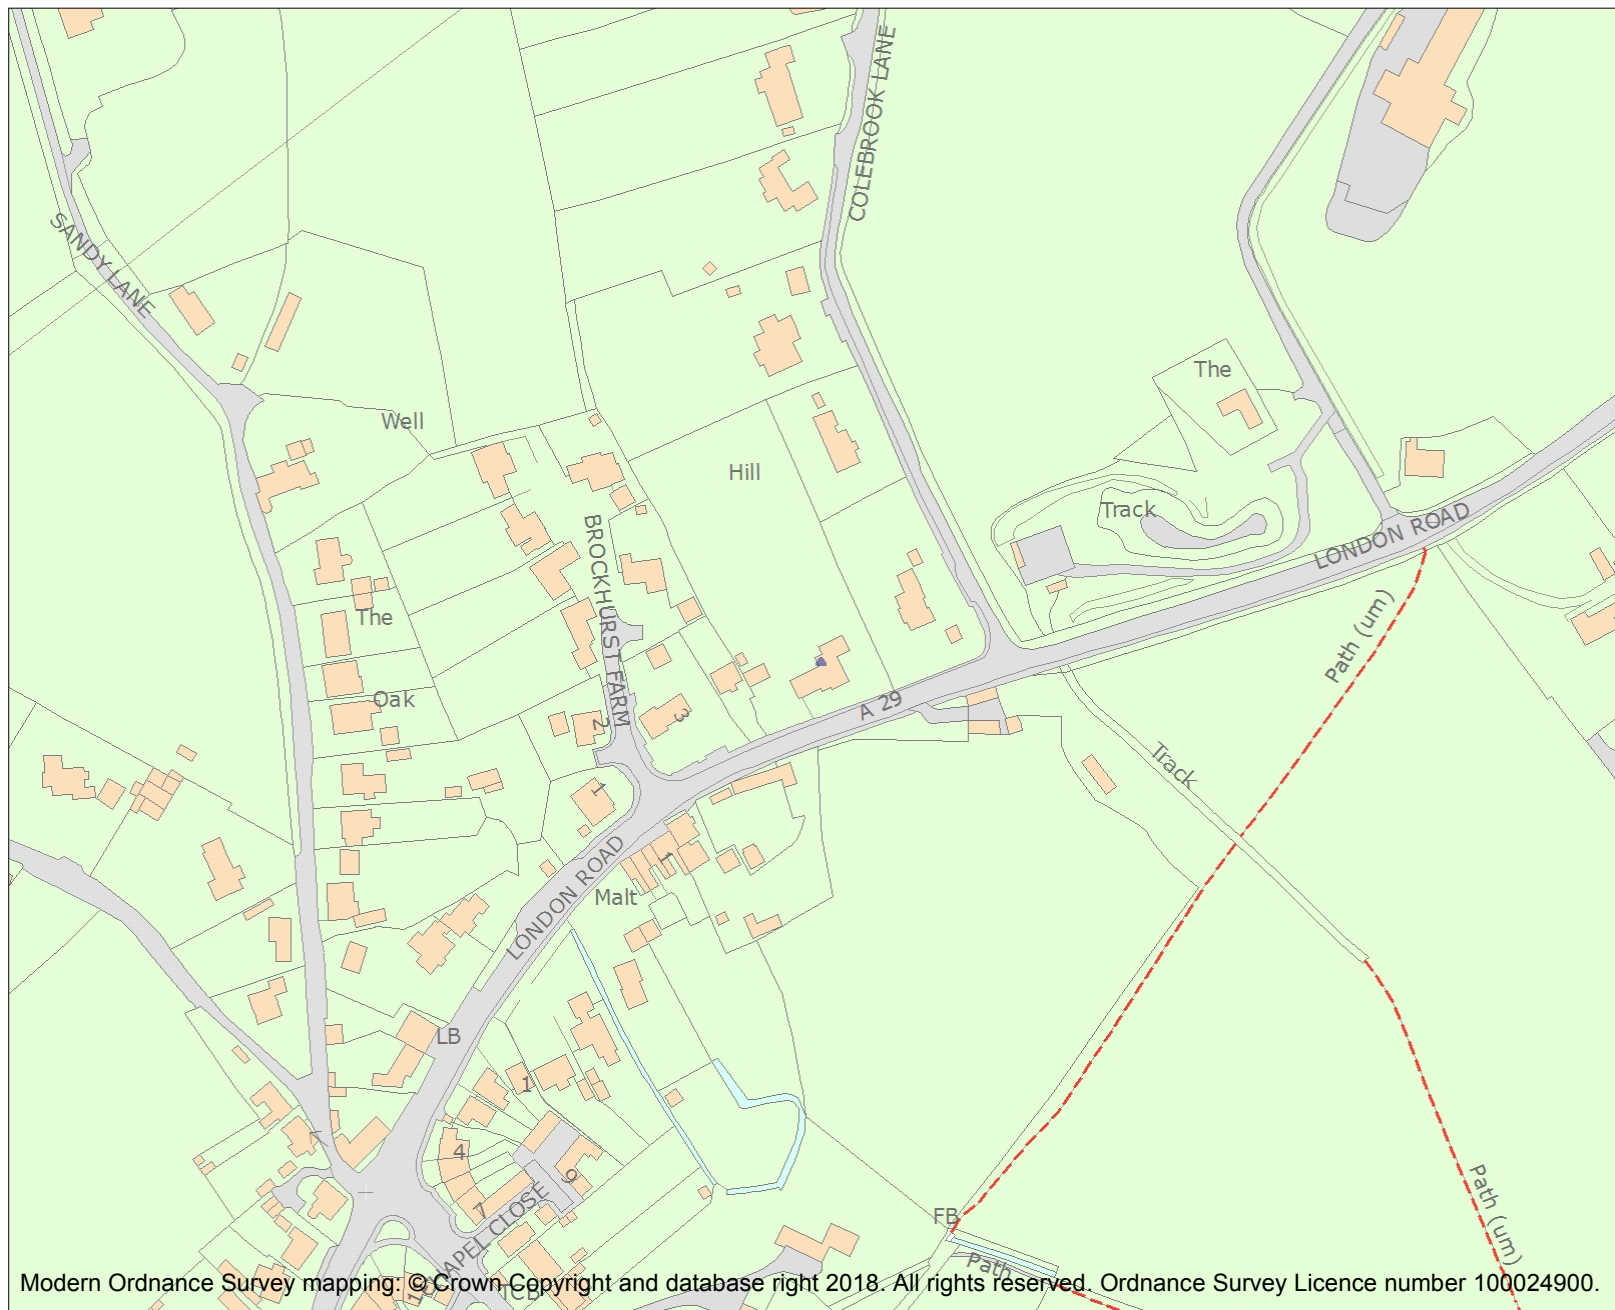 COLEBROOK LANE
SANDY LANE
The
Well
Hill
Track
LONDON ROAD
BROCKHURST FARM
Path (um)
The
Oak
A 29
2
3
Track
1
LONDON ROAD
1
Malt
LB
1
4
9
7
CHAPEL CLOSE
FB
Path (um)
Path
TCB
Modern Ordnance Survey mapping: © Crown Copyright and database right 2018. All rights reserved. Ordnance Survey Licence number 100024900.